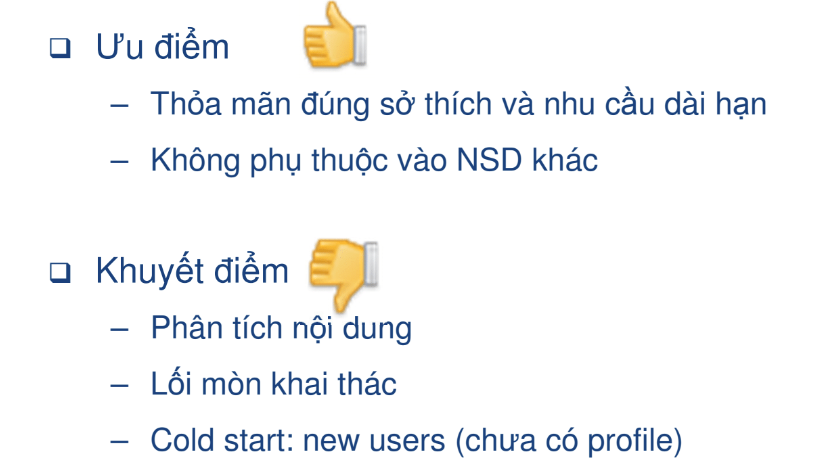 ❑ Ưu điểm
– Thỏa mãn đúng sở thích và nhu cầu dài hạn
– Không phụ thuộc vào NSD khác
❑ Khuyết điểm
– Phân tích nội dung
– Lối mòn khai thác
– Cold start: new users (chưa có profile)